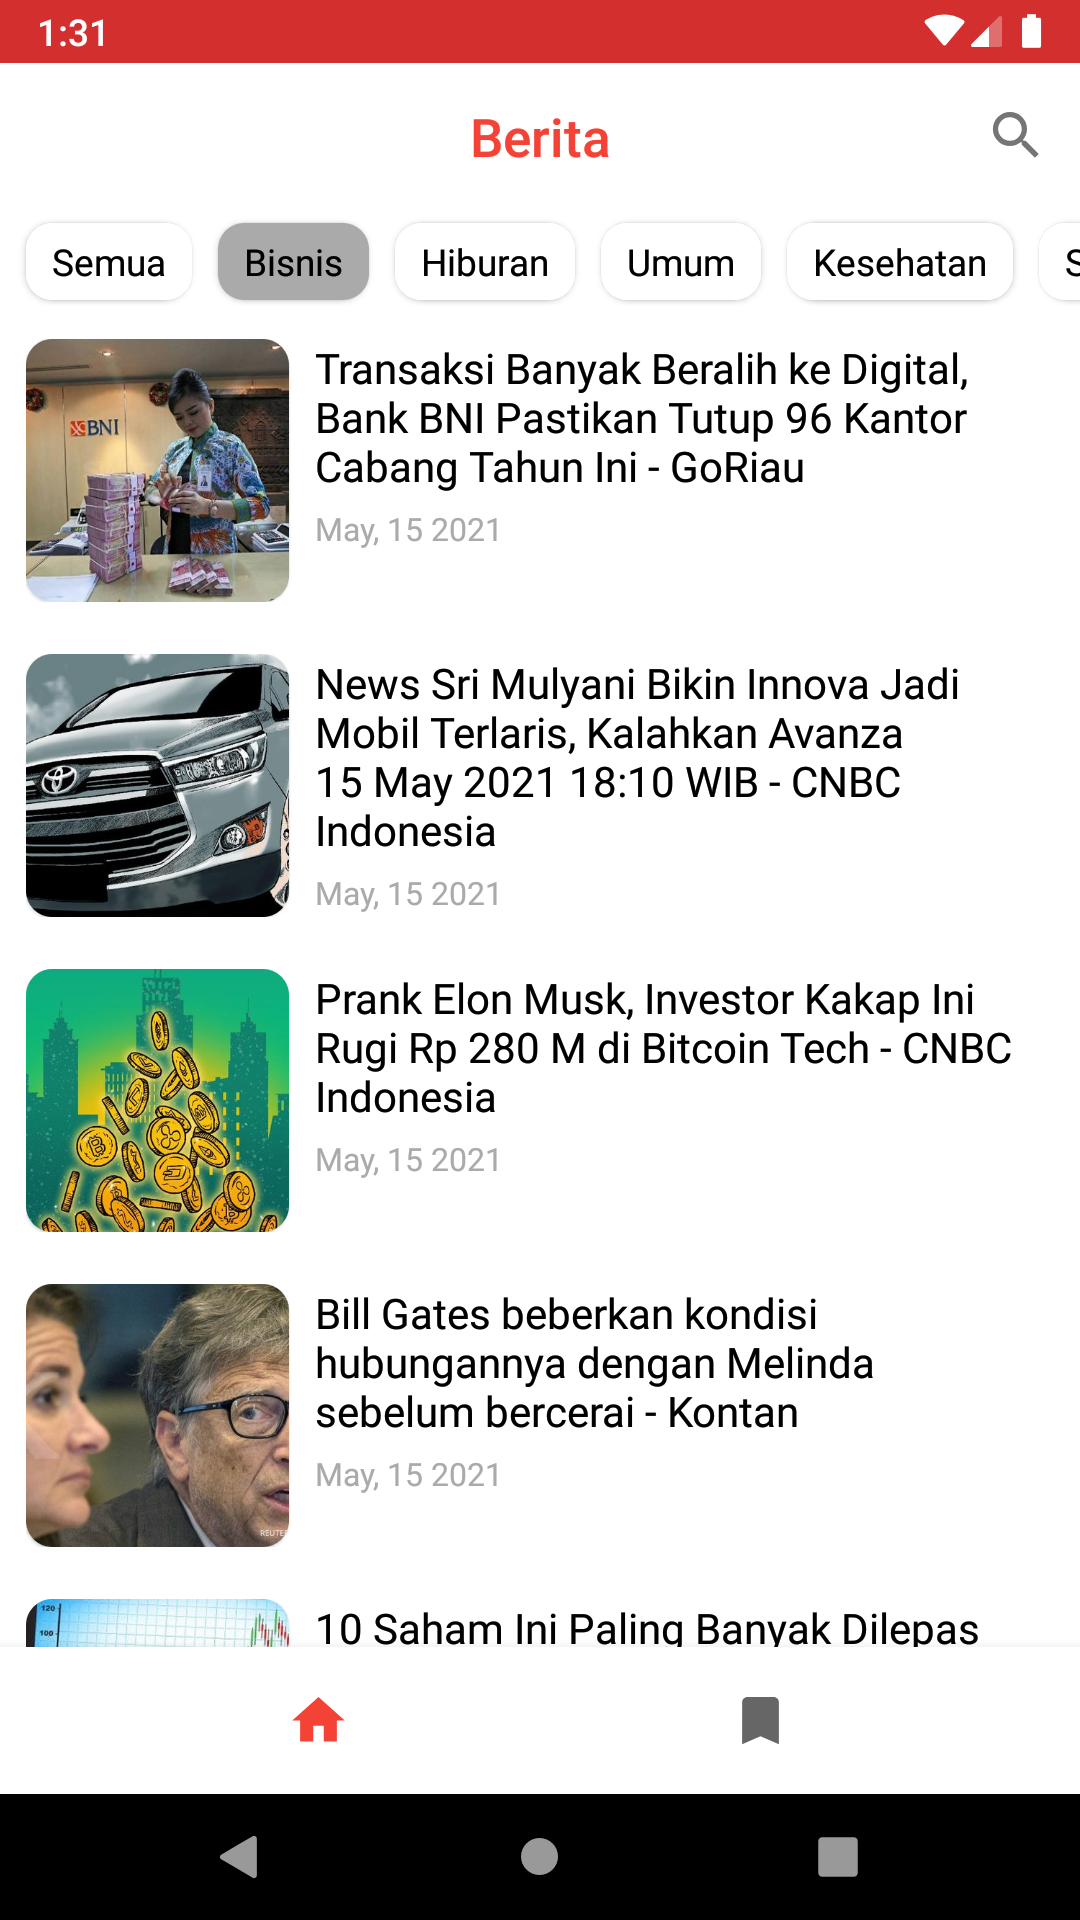 1:31
Berita
Semua
Bisnis
Hiburan
Umum
Kesehatan
S
BNI
Transaksi Banyak Beralih ke Digital,
Bank BNI Pastikan Tutup 96 Kantor
Cabang Tahun Ini - GoRiau
May, 15 2021
News Sri Mulyani Bikin Innova Jadi
Mobil Terlaris, Kalahkan Avanza
15 May 2021 18:10 WIB - CNBC
Indonesia
May, 15 2021
Prank Elon Musk, Investor Kakap Ini
Rugi Rp 280 M di Bitcoin Tech - CNBC
Indonesia
May, 15 2021
Bill Gates beberkan kondisi
hubungannya dengan Melinda
sebelum bercerai - Kontan
May, 15 2021
REUTE
120
100
10 Saham Ini Paling Banyak Dilepas